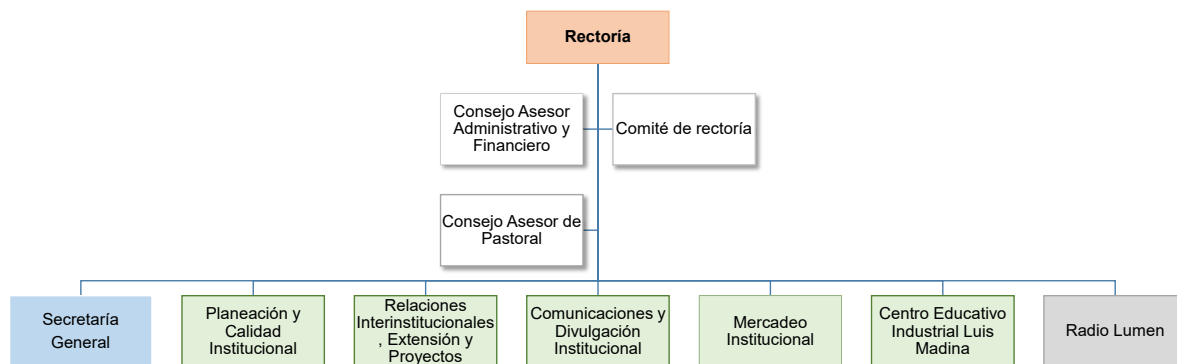 Rectoría
Consejo Asesor
Administrativo y
Financiero
Comité de rectoría
Consejo Asesor de
Pastoral
Secretaría
General
Planeación y
Calidad
Institucional
Relaciones
Interinstitucionales
, Extensión y
Proyectos
Comunicaciones y
Divulgación
Institucional
Mercadeo
Institucional
Centro Educativo
Industrial Luis
Madina
Radio Lumen